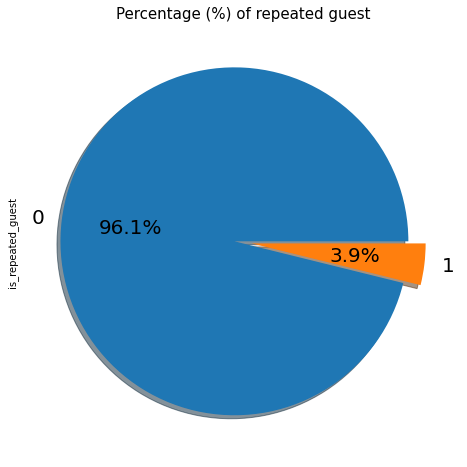 Percentage (%) of repeated guest
0
96.1%
is_repeated_guest
3.9%
1